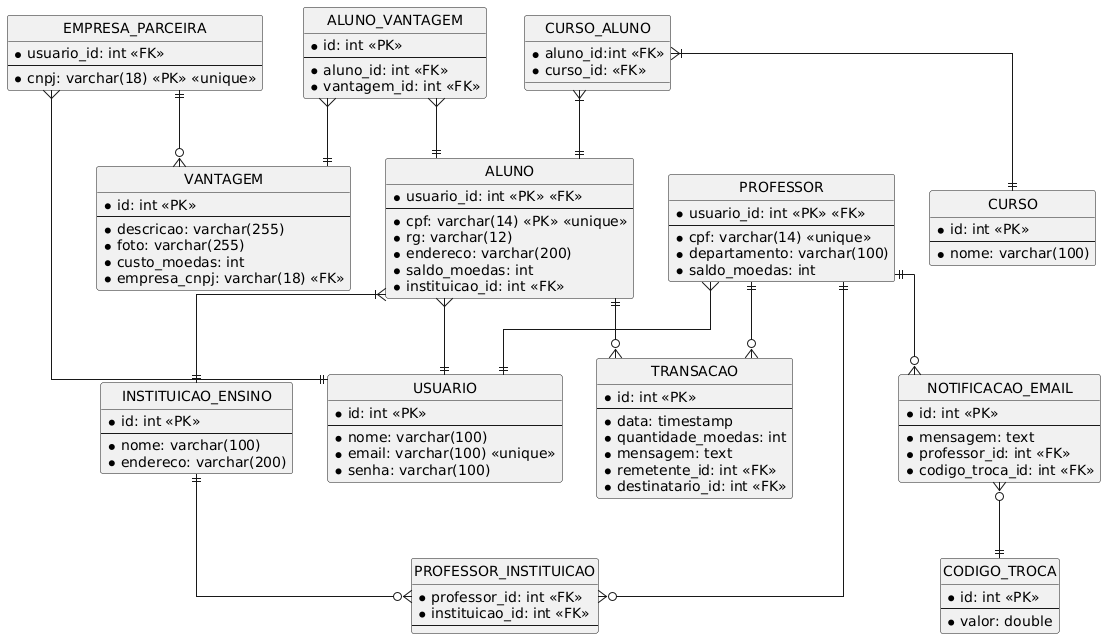 EMPRESA_PARCEIRA
usuario_id: int «FK»
cnpj: varchar(18) «PK» «unique»
ALUNO_VANTAGEM
id: int «PK»
aluno_id: int «FK»
vantagem_id: int «FK»
CURSO_ALUNO
aluno_id:int «FK»
curso_id: «FK»
VANTAGEM
id: int «PK»
descricao: varchar(255)
foto: varchar(255)
custo_moedas: int
empresa_cnpj: varchar(18) «FK»
ALUNO
usuario_id: int «PK» «FK»
cpf: varchar(14) «PK» «unique»
rg: varchar(12)
endereco: varchar(200)
saldo_moedas: int
instituicao_id: int «FK»
PROFESSOR
usuario_id: int «PK» «FK»
cpf: varchar(14) «unique»
departamento: varchar(100)
saldo_moedas: int
CURSO
id: int «PK»
nome: varchar(100)
INSTITUICAO_ENSINO
id: int «PK»
nome: varchar(100)
endereco: varchar(200)
USUARIO
id: int «PK»
nome: varchar(100)
email: varchar(100) «unique»
senha: varchar(100)
TRANSACAO
id: int «PK»
data: timestamp
quantidade_moedas: int
mensagem: text
remetente_id: int «FK»
destinatario_id: int «FK»
NOTIFICACAO_EMAIL
id: int «PK»
mensagem: text
professor_id: int «FK»
codigo_troca_id: int «FK»
PROFESSOR_INSTITUICAO
professor_id: int «FK»
instituicao_id: int «FK»
CODIGO_TROCA
id: int «PK»
valor: double